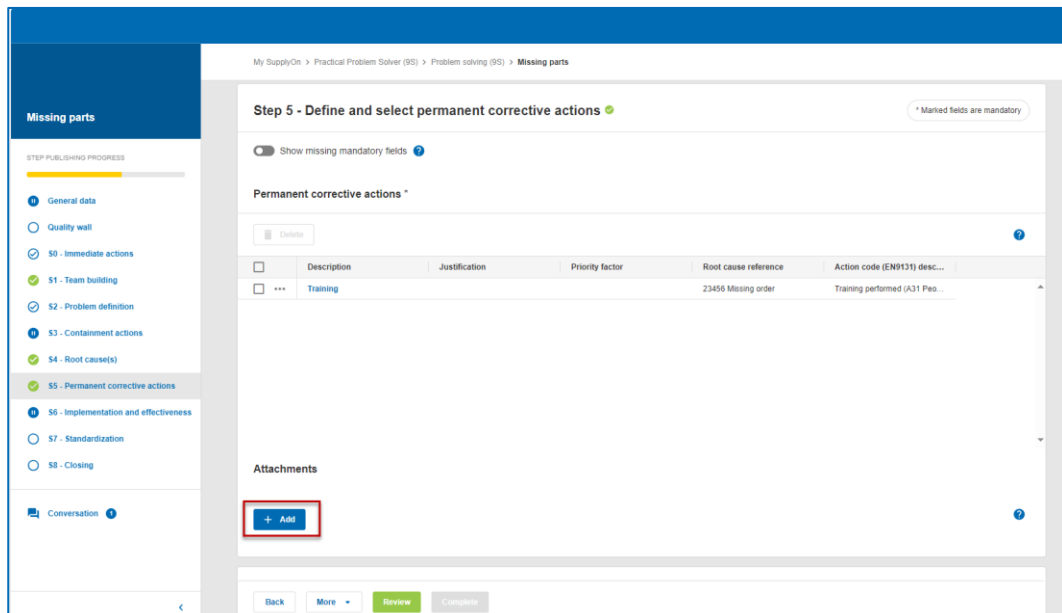 My SupplyOn > Practical Problem Solver (9S) > Problem solving (9S) > Missing parts
Missing parts
STEP PUBLISHING PROGRESS
General data
Quality wall
S0 - Immediate actions
S1 - Team building
S2 - Problem definition
S3 - Containment actions
S4 - Root cause(s)
S5 - Permanent corrective actions
S6 - Implementation and effectiveness
S7 - Standardization
S8 - Closing
Conversation 1
Step 5 - Define and select permanent corrective actions
* Marked fields are mandatory
Show missing mandatory fields ?
Permanent corrective actions *
Delete
?
Description Justification Priority factor Root cause reference Action code (EN9131) desc...
Training 23456 Missing order Training performed (A31 Peo...
Attachments
+ Add
?
Back More Review Complete